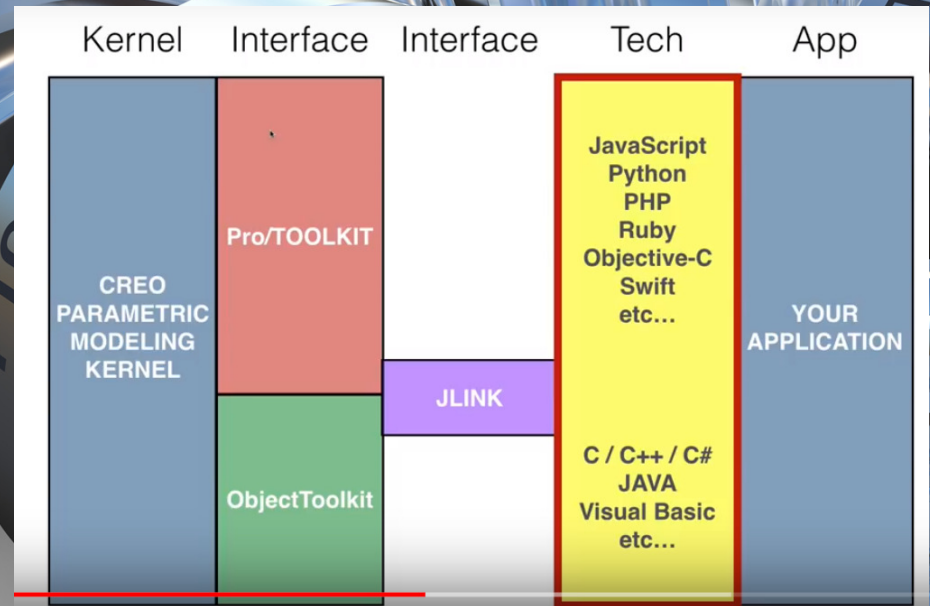 Kernel
Interface
Interface
Tech
App
CREO
PARAMETRIC
MODELING
KERNEL
Pro/TOOLKIT
ObjectToolkit
JLINK
JavaScript
Python
PHP
Ruby
Objective-C
Swift
etc...
C / C++ / C#
JAVA
Visual Basic
etc...
YOUR
APPLICATION